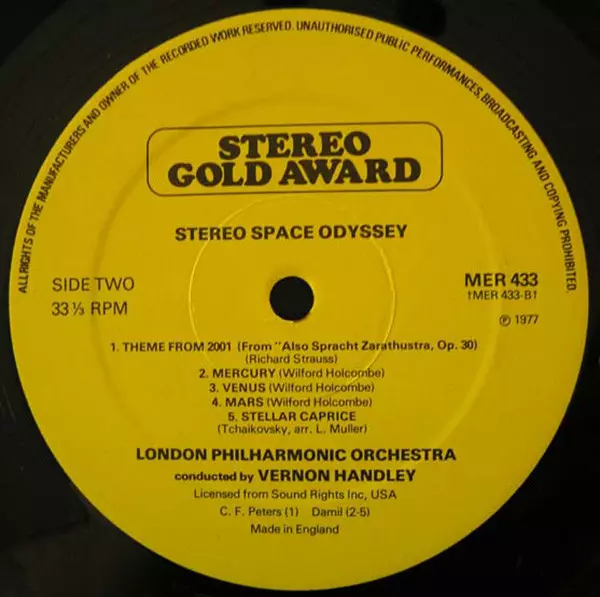 ALL RIGHTS OF THE MANUFACTURERS AND OWNER OF THE RECORDED WORK RESERVED. UNAUTHORISED PUBLIC PERFORMANCES, BROADCASTING AND COPYING PROHIBITED.
STEREO
GOLD AWARD
STEREO SPACE ODYSSEY
SIDE TWO
33⅓ RPM
MER 433
†MER 433-B†
℗ 1977
1. THEME FROM 2001 (From "Also Spracht Zarathustra, Op. 30)
(Richard Strauss)
2. MERCURY (Wilford Holcombe)
3. VENUS (Wilford Holcombe)
4. MARS (Wilford Holcombe)
5. STELLAR CAPRICE
(Tchaikovsky, arr. L. Muller)
LONDON PHILHARMONIC ORCHESTRA
conducted by VERNON HANDLEY
Licensed from Sound Rights Inc, USA
C. F. Peters (1) Damil (2-5)
Made in England